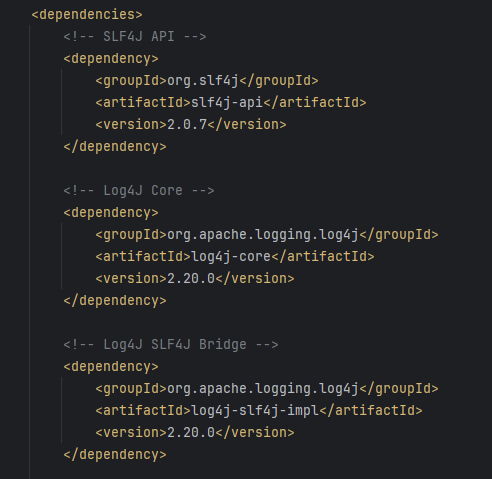 <dependencies>
<!-- SLF4J API -->
<dependency>
<groupId>org.slf4j</groupId>
<artifactId>slf4j-api</artifactId>
<version>2.0.7</version>
</dependency>
<!-- Log4J Core -->
<dependency>
<groupId>org.apache.logging.log4j</groupId>
<artifactId>log4j-core</artifactId>
<version>2.20.0</version>
</dependency>
<!-- Log4J SLF4J Bridge -->
<dependency>
<groupId>org.apache.logging.log4j</groupId>
<artifactId>log4j-slf4j-impl</artifactId>
<version>2.20.0</version>
</dependency>